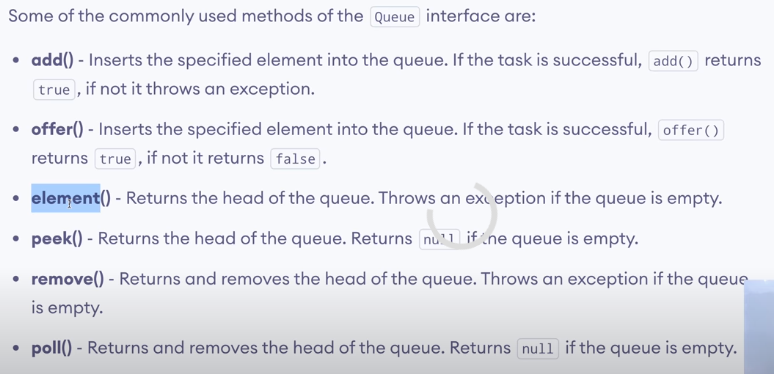 Some of the commonly used methods of the Queue interface are:
• add() - Inserts the specified element into the queue. If the task is successful, add() returns
true, if not it throws an exception.
• offer() - Inserts the specified element into the queue. If the task is successful, offer()
returns true, if not it returns false.
• element() - Returns the head of the queue. Throws an exception if the queue is empty.
• peek() - Returns the head of the queue. Returns null if the queue is empty.
• remove() - Returns and removes the head of the queue. Throws an exception if the queue
is empty.
• poll() - Returns and removes the head of the queue. Returns null if the queue is empty.